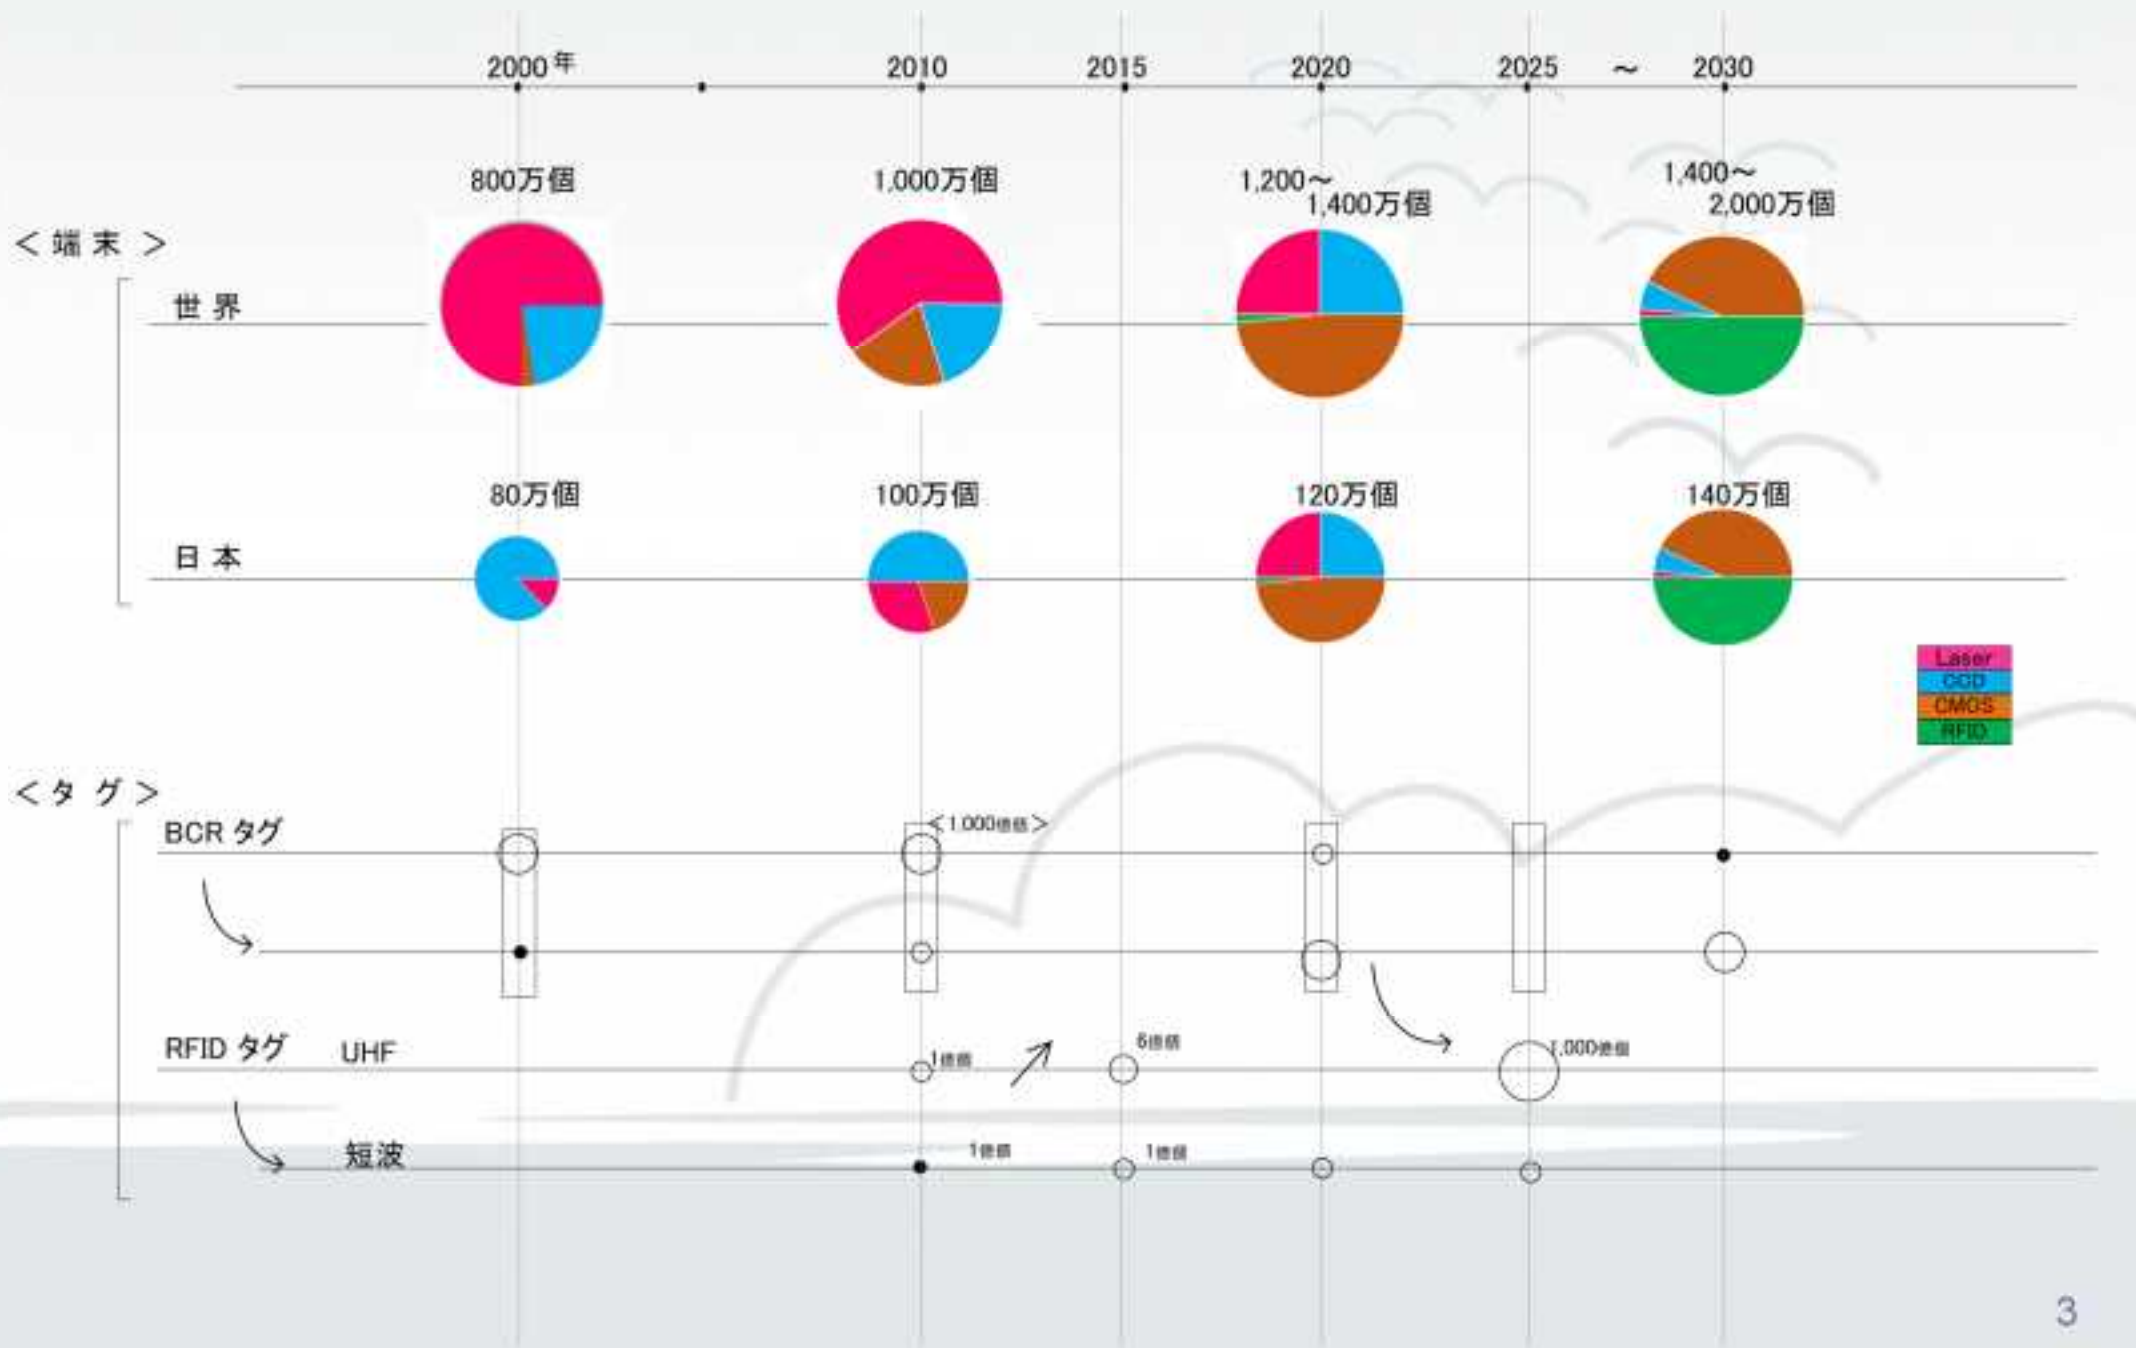 2000年
2010
2015
2020
2025
～
2030
800万個
1,000万個
1,200～
1,400万個
1,400～
2,000万個
＜端末＞
世界
80万個
100万個
120万個
140万個
日本
Laser
CCD
CMOS
RFID
＜タグ＞
BCR タグ
＜1,000億個＞
RFID タグ
UHF
1億個
6億個
,000億個
短波
1億個
1億個
3